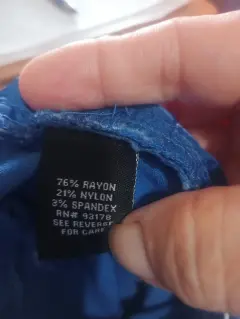 76% RAYON
21% NYLON
3% SPANDEX
RN# 93178
SEE REVERSE
FOR CARE